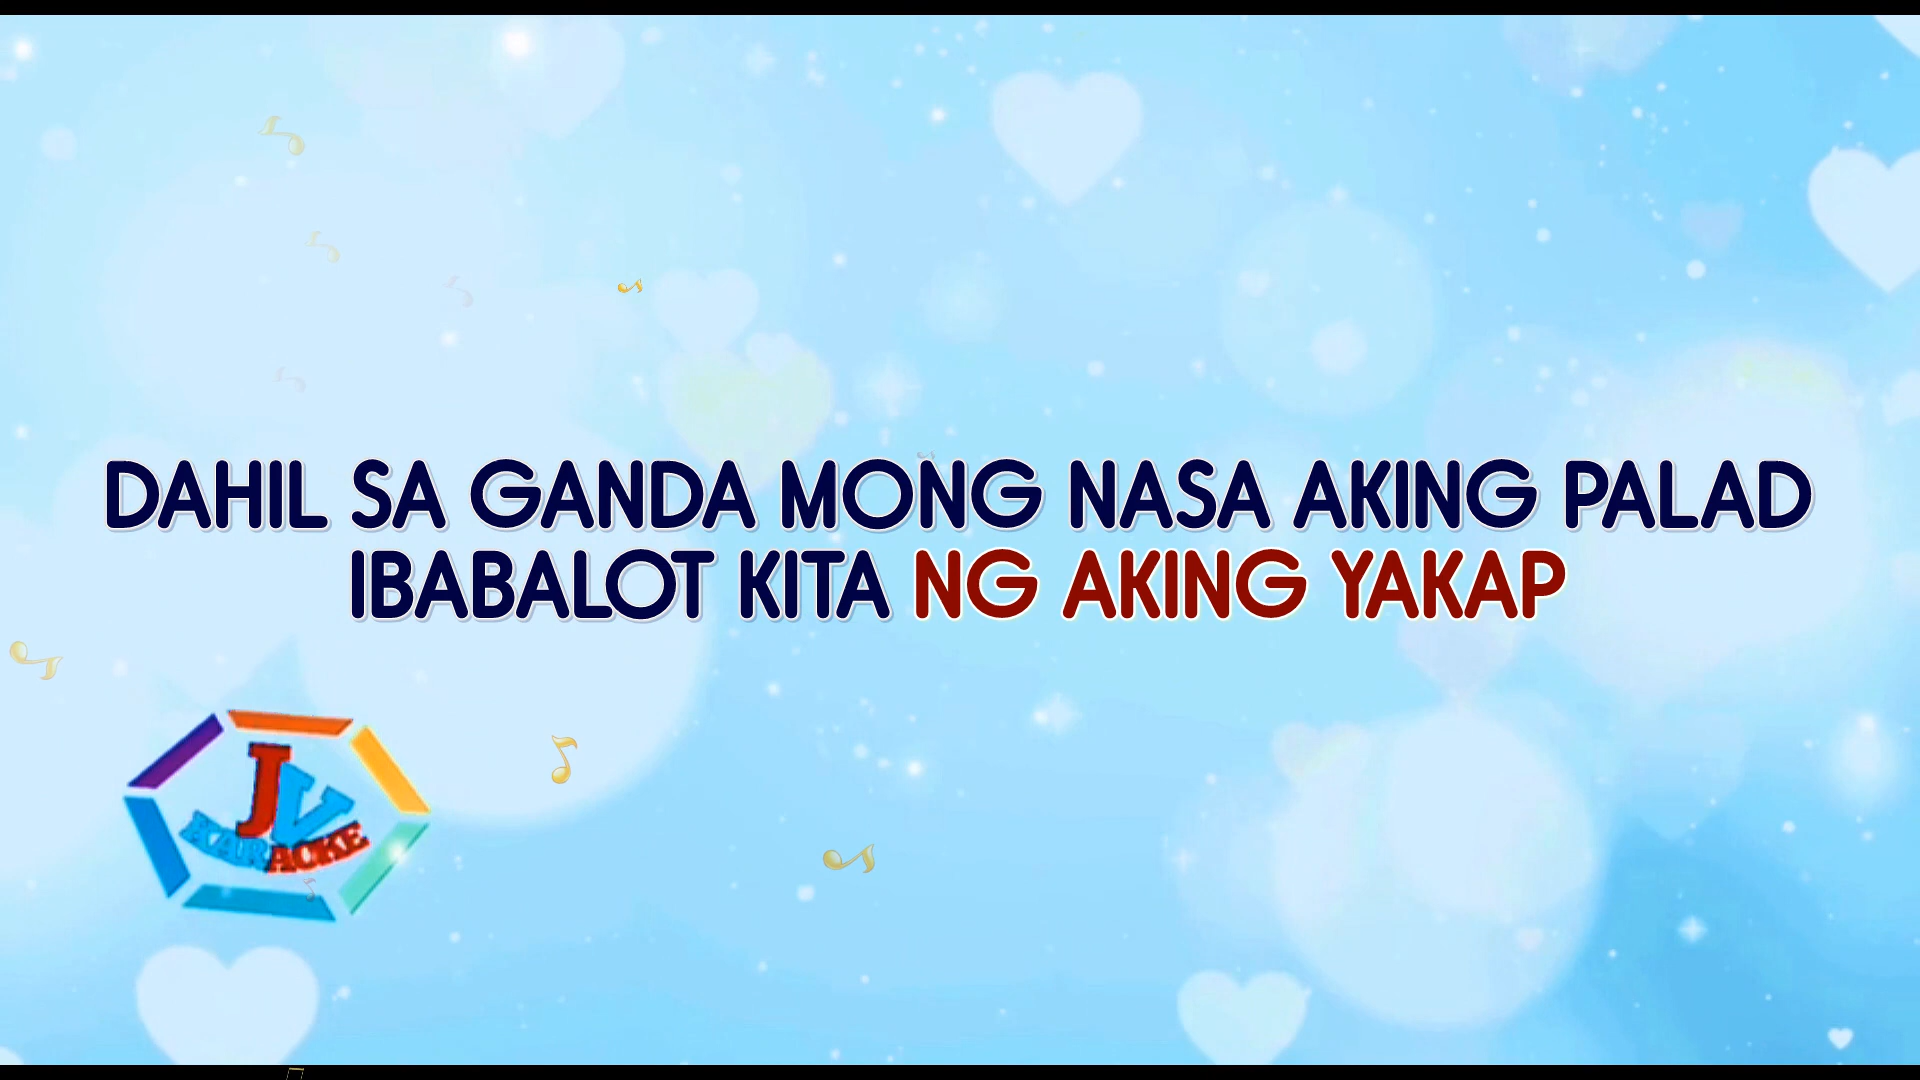 DAHIL SA GANDA MONG NASA AKING PALAD
IBABALOT KITA NG AKING YAKAP
JV
KARAOKE